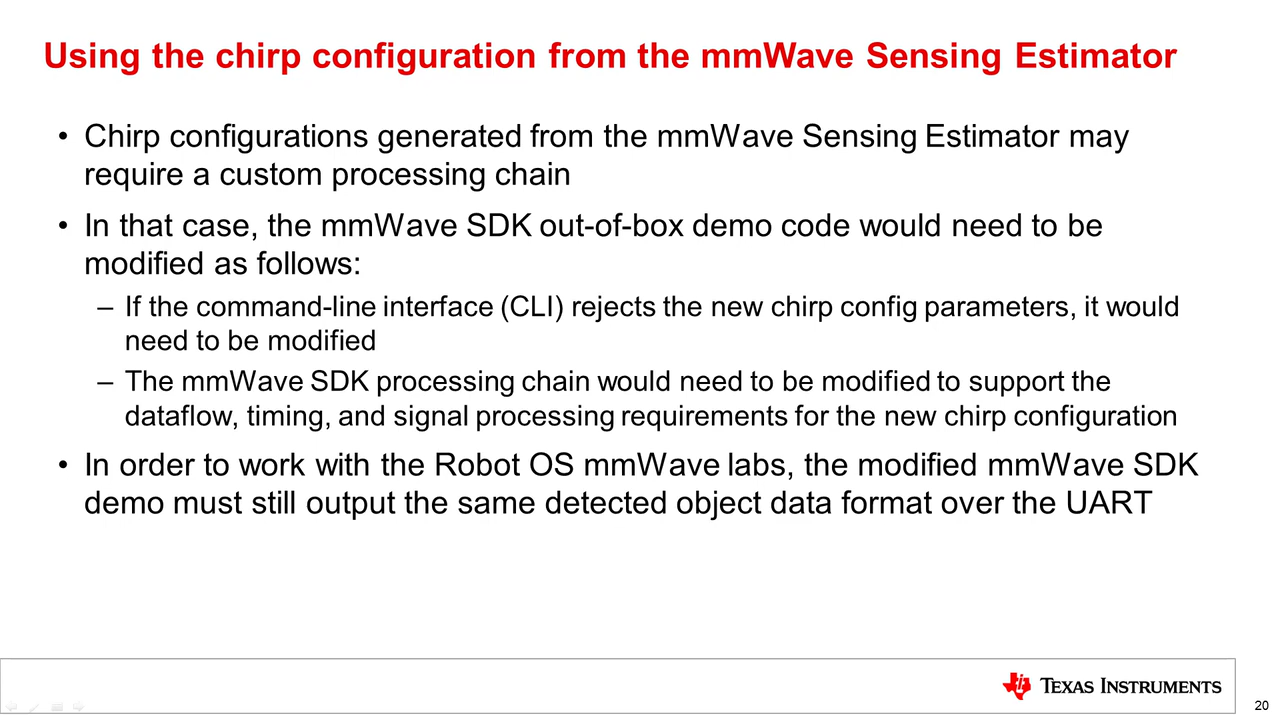 Using the chirp configuration from the mmWave Sensing Estimator
• Chirp configurations generated from the mmWave Sensing Estimator may
require a custom processing chain
• In that case, the mmWave SDK out-of-box demo code would need to be
modified as follows:
– If the command-line interface (CLI) rejects the new chirp config parameters, it would
need to be modified
– The mmWave SDK processing chain would need to be modified to support the
dataflow, timing, and signal processing requirements for the new chirp configuration
• In order to work with the Robot OS mmWave labs, the modified mmWave SDK
demo must still output the same detected object data format over the UART
TEXAS INSTRUMENTS
20